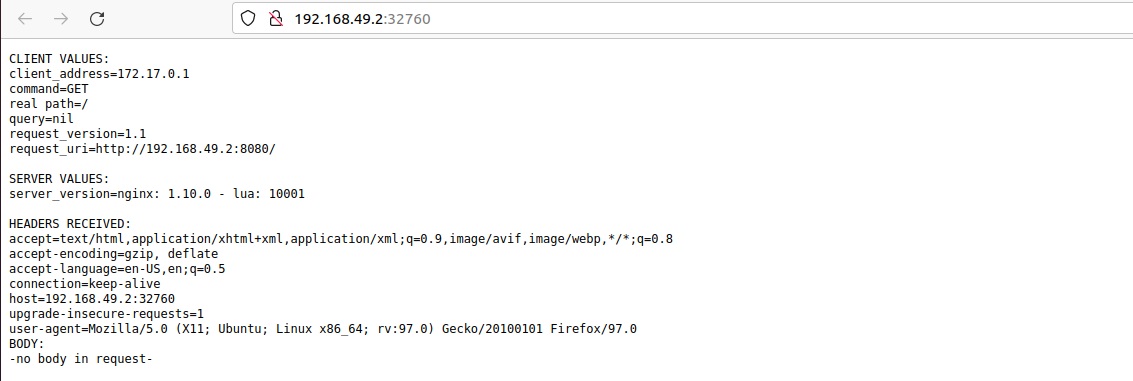 192.168.49.2:32760
CLIENT VALUES:
client_address=172.17.0.1
command=GET
real path=/
query=nil
request_version=1.1
request_uri=http://192.168.49.2:8080/
SERVER VALUES:
server_version=nginx: 1.10.0 - lua: 10001
HEADERS RECEIVED:
accept=text/html,application/xhtml+xml,application/xml;q=0.9,image/avif,image/webp,*/*;q=0.8
accept-encoding=gzip, deflate
accept-language=en-US,en;q=0.5
connection=keep-alive
host=192.168.49.2:32760
upgrade-insecure-requests=1
user-agent=Mozilla/5.0 (X11; Ubuntu; Linux x86_64; rv:97.0) Gecko/20100101 Firefox/97.0
BODY:
-no body in request-